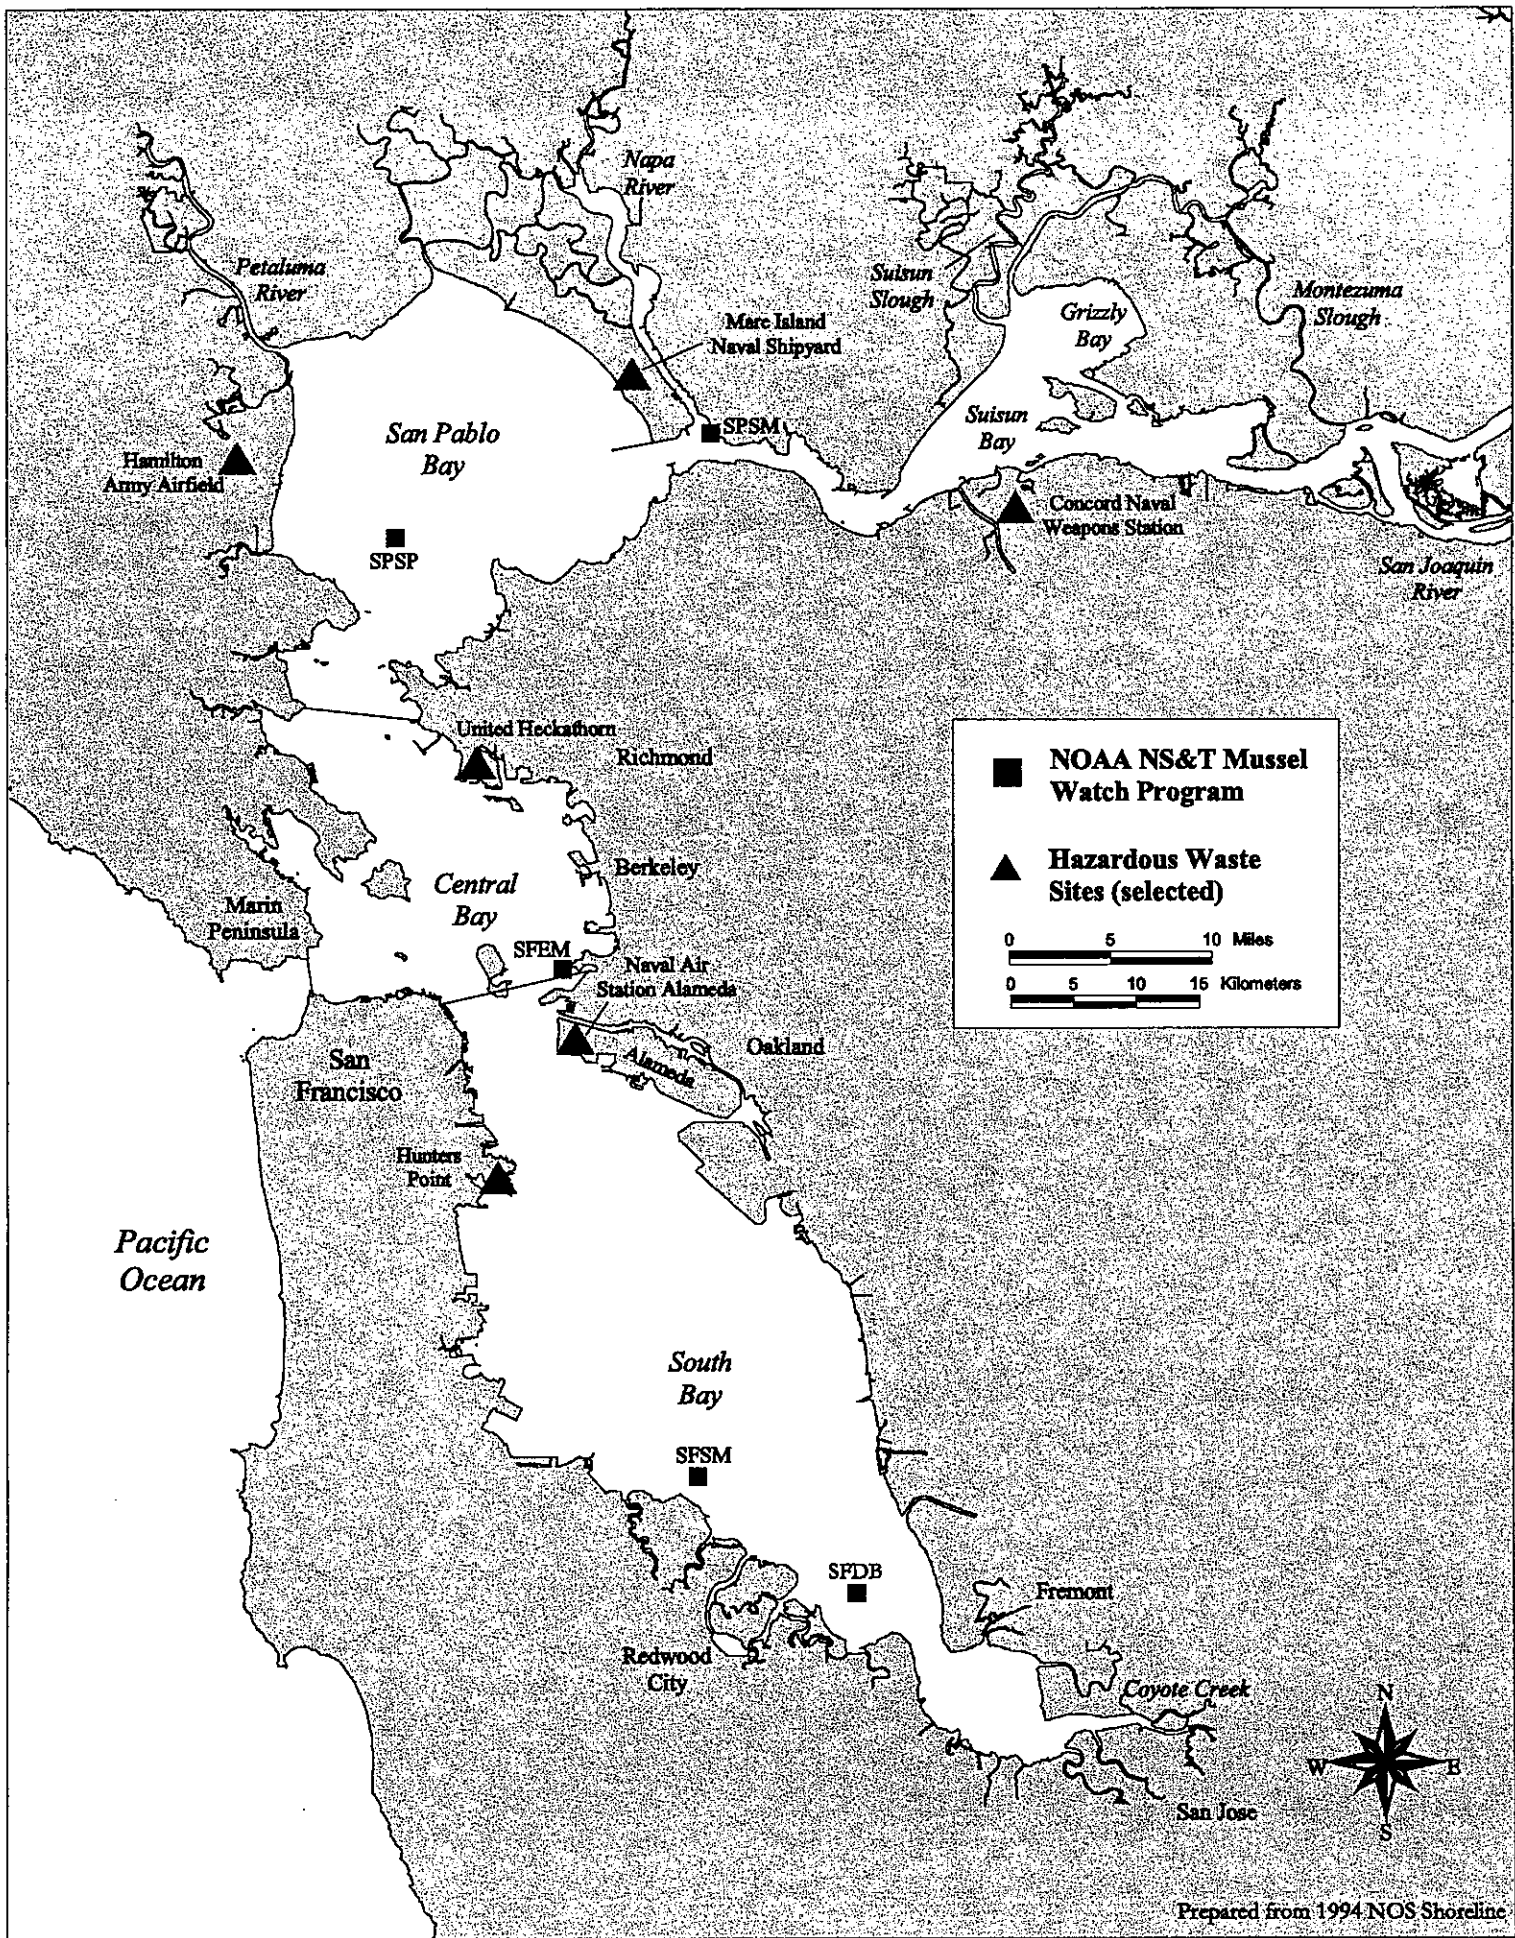 Napa
River
Petaluma
River
Suisun
Slough
Grizzly
Bay
Montezuma
Slough
Mare Island
Naval Shipyard
SPSM
San Pablo
Bay
Suisun
Bay
Hamilton
Army Airfield
Concord Naval
Weapons Station
SPSP
San Joaquin
River
United Heckathorn
Richmond
NOAA NS&T Mussel
Watch Program
Hazardous Waste
Sites (selected)
0 5 10 Miles
0 5 10 15 Kilometers
Berkeley
Central
Bay
Marin
Peninsula
SFEM
Naval Air
Station Alameda
Oakland
Alameda
San
Francisco
Hunters
Point
Pacific
Ocean
South
Bay
SFSM
SFDB
Fremont
Redwood
City
Coyote Creek
N
W E
S
San Jose
Prepared from 1994 NOS Shoreline